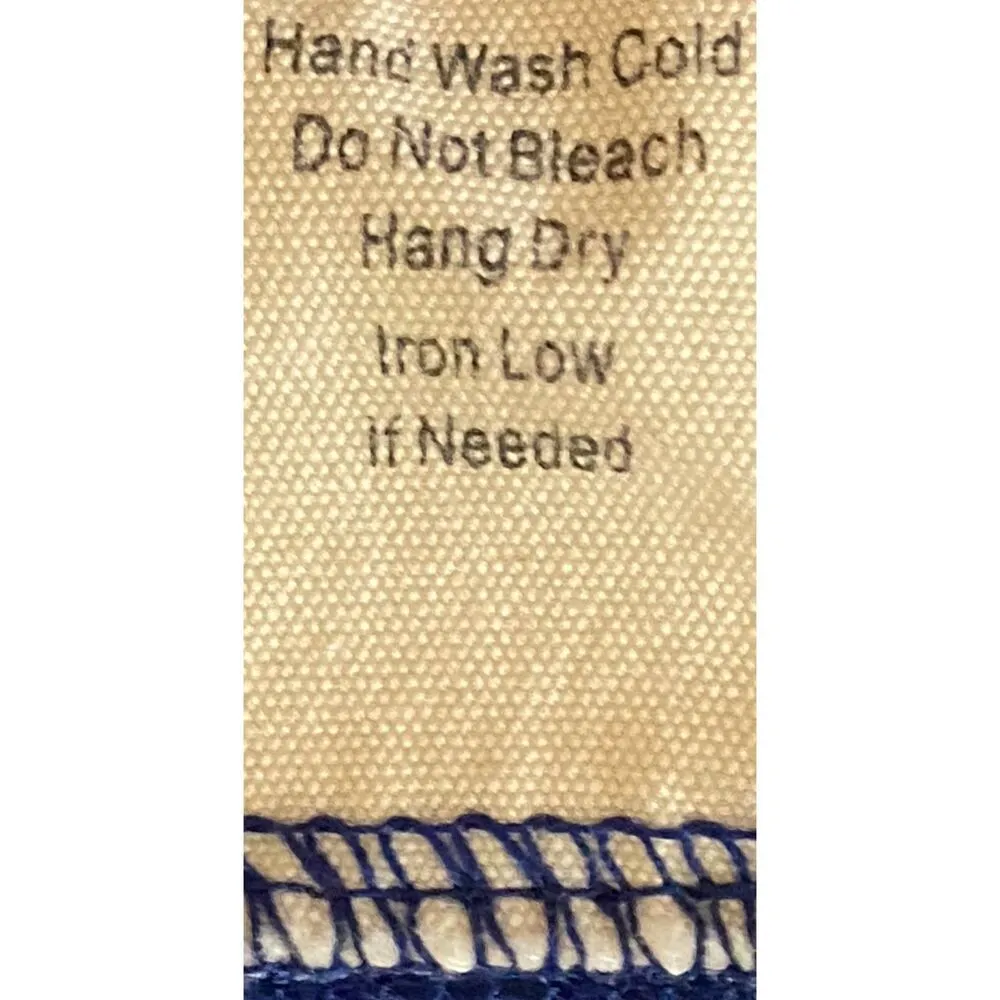 Hand Wash Cold
Do Not Bleach
Hang Dry
Iron Low
if Needed